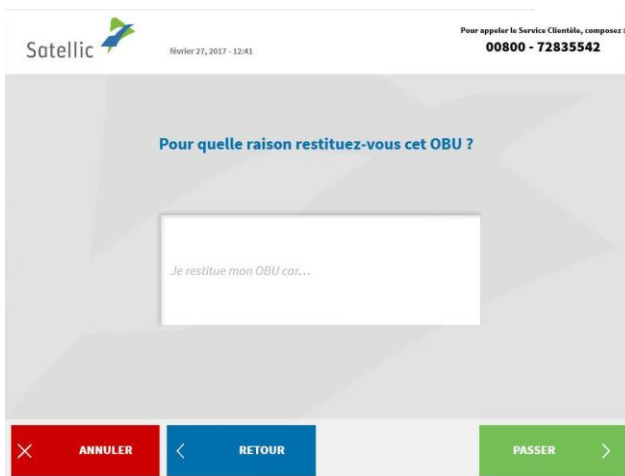 Satellic
février 27, 2017 - 12:41
Pour appeler le Service Clientèle, composez :
00800 - 72835542
Pour quelle raison restituez-vous cet OBU ?
Je restitue mon OBU car...
ANNULER
RETOUR
PASSER